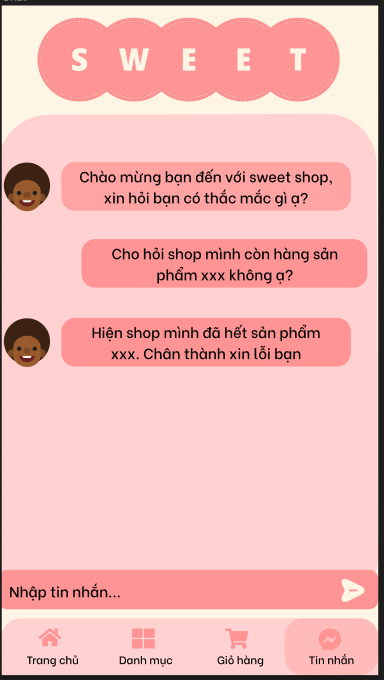 S W E E T
Chào mừng bạn đến với sweet shop,
xin hỏi bạn có thắc mắc gì ạ?
Cho hỏi shop mình còn hàng sản
phẩm xxx không ạ?
Hiện shop mình đã hết sản phẩm
xxx. Chân thành xin lỗi bạn
Nhập tin nhắn...
Trang chủ
Danh mục
Giỏ hàng
Tin nhắn